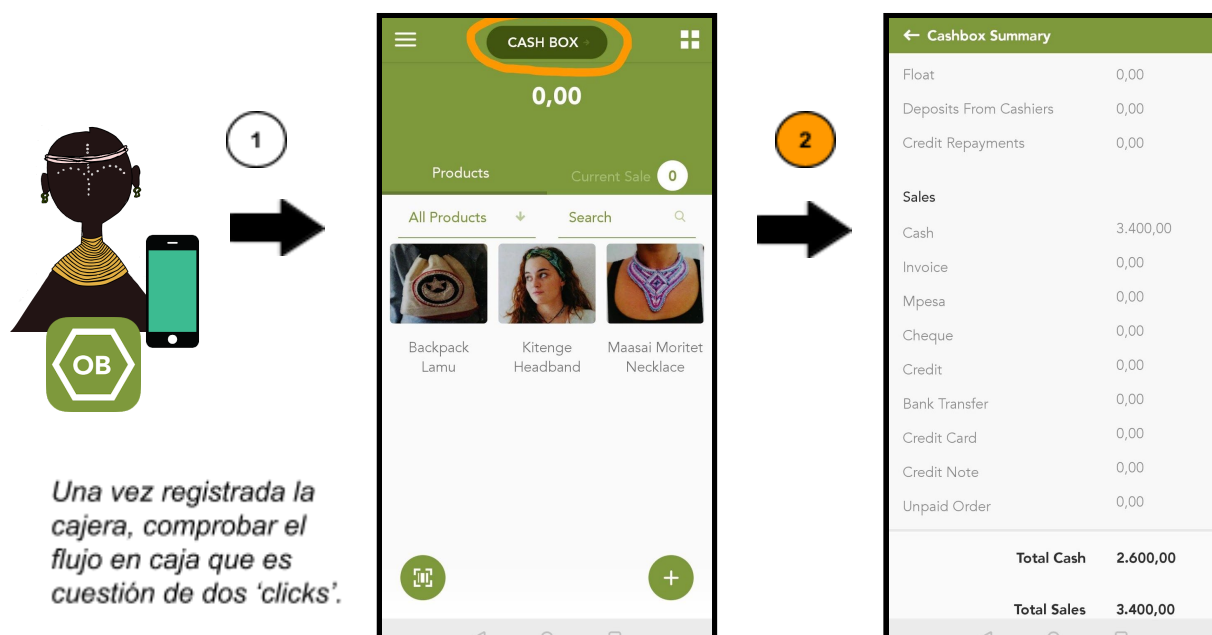 OB
Una vez registrada la
cajera, comprobar el
flujo en caja que es
cuestión de dos ‘clicks’.
1
CASH BOX
0,00
Products
Current Sale 0
All Products
Search
Backpack
Lamu
Kitenge
Headband
Maasai Moritet
Necklace
2
Cashbox Summary
Float 0,00
Deposits From Cashiers 0,00
Credit Repayments 0,00
Sales
Cash 3.400,00
Invoice 0,00
Mpesa 0,00
Cheque 0,00
Credit 0,00
Bank Transfer 0,00
Credit Card 0,00
Credit Note 0,00
Unpaid Order 0,00
Total Cash 2.600,00
Total Sales 3.400,00